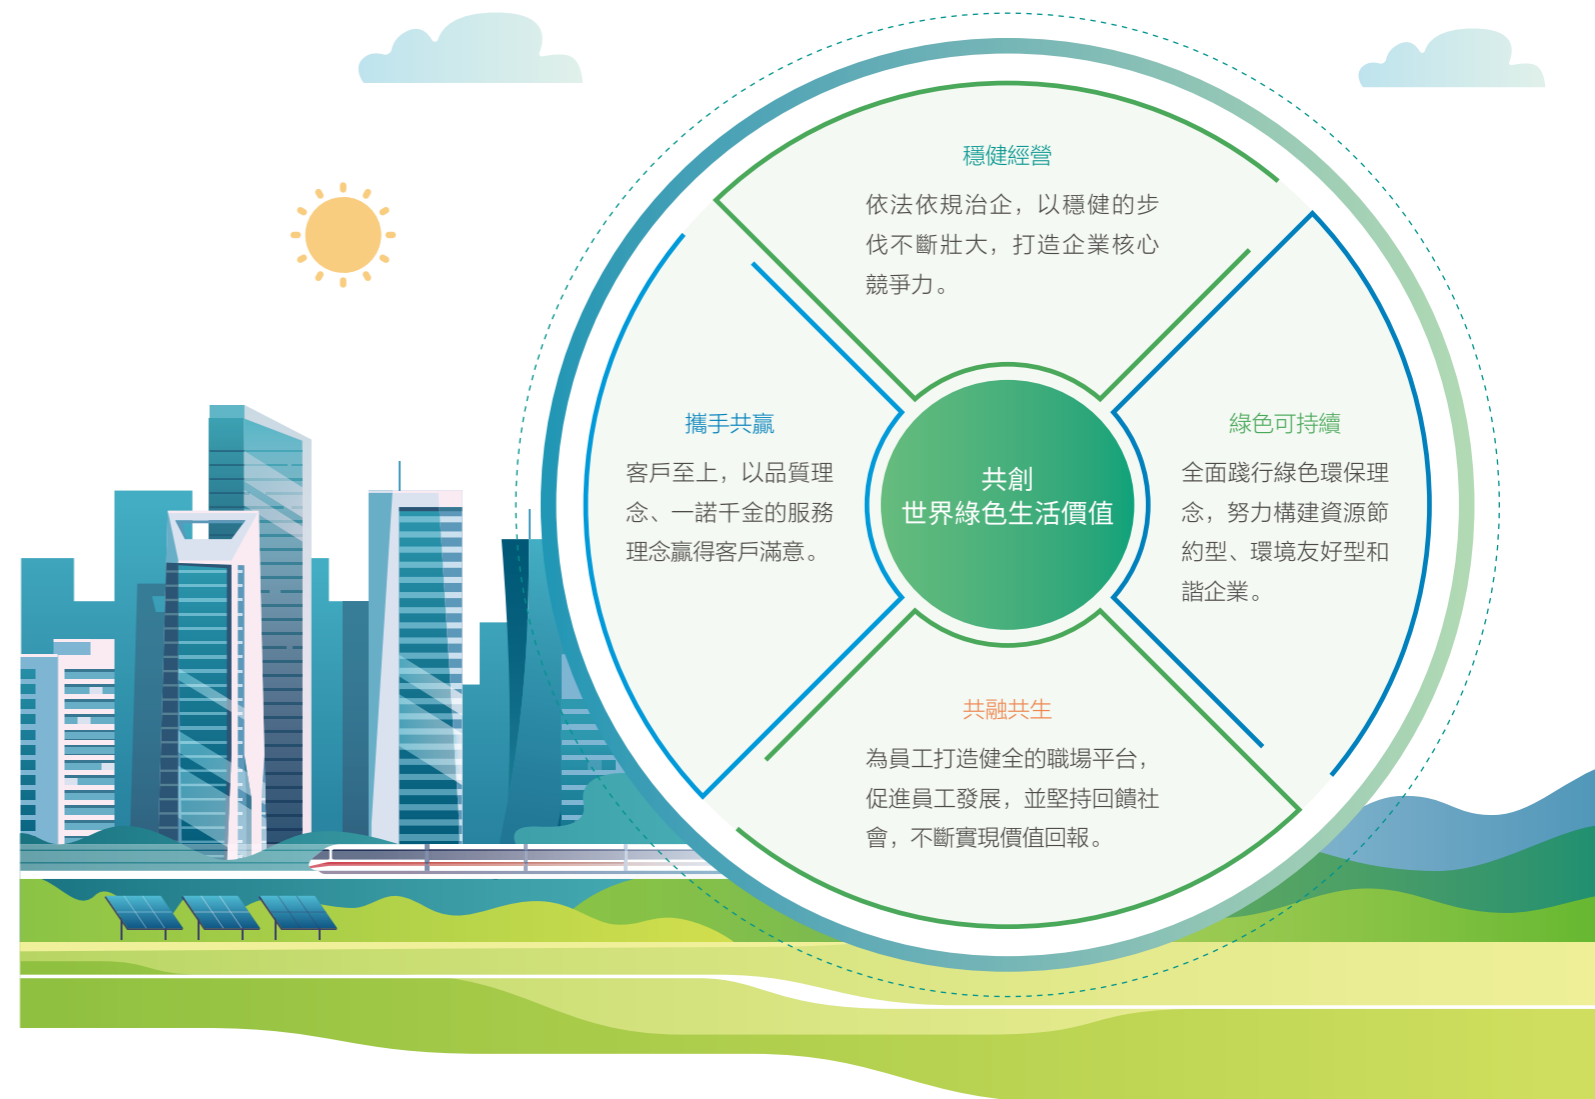 穩健經營
依法依規治企，以穩健的步
伐不斷壯大，打造企業核心
競爭力。
攜手共贏
客戶至上，以品質理
念、一諾千金的服務
理念贏得客戶滿意。
共創
世界綠色生活價值
綠色可持續
全面踐行綠色環保理
念，努力構建資源節
約型、環境友好型和
諧企業。
共融共生
為員工打造健全的職場平台，
促進員工發展，並堅持回饋社
會，不斷實現價值回報。